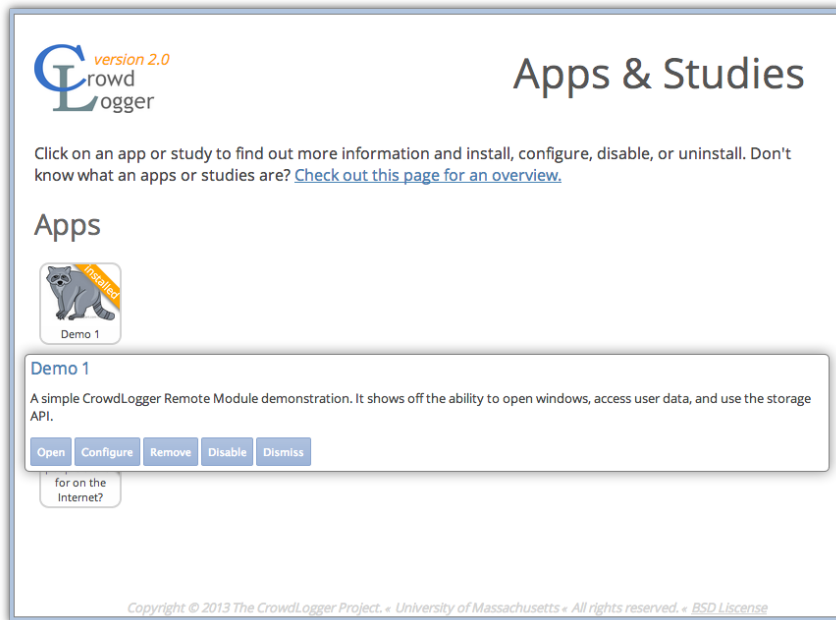 version 2.0
Crowd
Logger
Apps & Studies
Click on an app or study to find out more information and install, configure, disable, or uninstall. Don't
know what an apps or studies are? Check out this page for an overview.
Apps
installed
Demo 1
Demo 1
A simple CrowdLogger Remote Module demonstration. It shows off the ability to open windows, access user data, and use the storage
API.
Open Configure Remove Disable Dismiss
for on the
Internet?
Copyright © 2013 The CrowdLogger Project. « University of Massachusetts « All rights reserved. « BSD Liscense